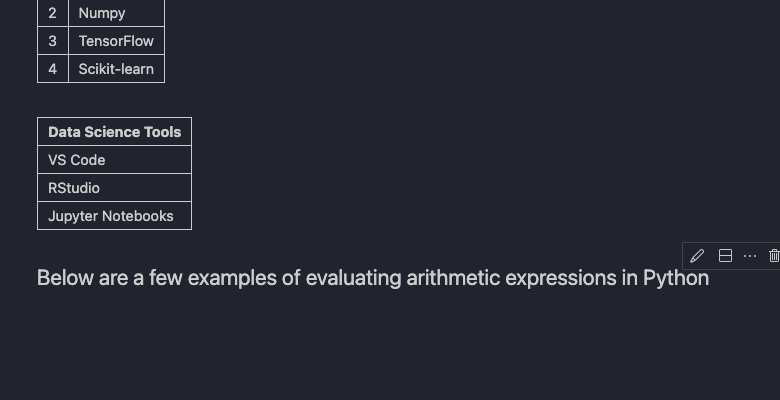 2 Numpy
3 TensorFlow
4 Scikit-learn
Data Science Tools
VS Code
RStudio
Jupyter Notebooks
Below are a few examples of evaluating arithmetic expressions in Python